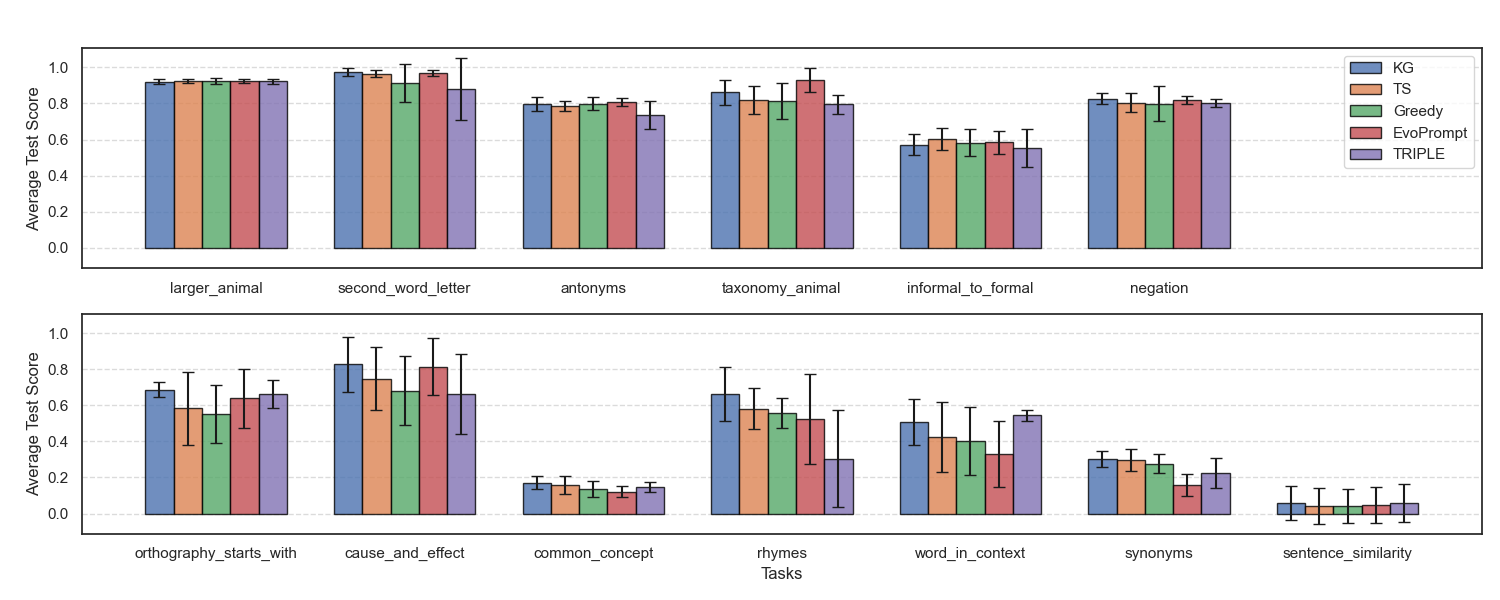 Average Test Score
1.0
0.8
0.6
0.4
0.2
0.0
KG
TS
Greedy
EvoPrompt
TRIPLE
larger_animal second_word_letter antonyms taxonomy_animal informal_to_formal negation
Average Test Score
1.0
0.8
0.6
0.4
0.2
0.0
orthography_starts_with cause_and_effect common_concept rhymes word_in_context synonyms sentence_similarity
Tasks